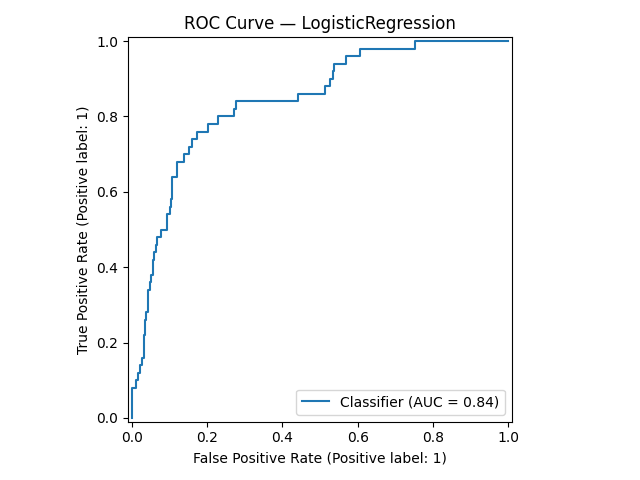 ROC Curve — LogisticRegression
True Positive Rate (Positive label: 1)
1.0
0.8
0.6
0.4
0.2
0.0
Classifier (AUC = 0.84)
0.0 0.2 0.4 0.6 0.8 1.0
False Positive Rate (Positive label: 1)